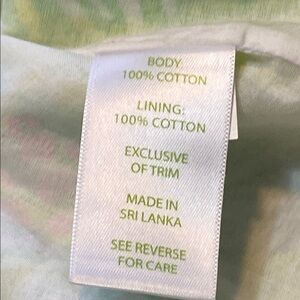 BODY:
100% COTTON
LINING:
100% COTTON
EXCLUSIVE
OF TRIM
MADE IN
SRI LANKA
SEE REVERSE
FOR CARE